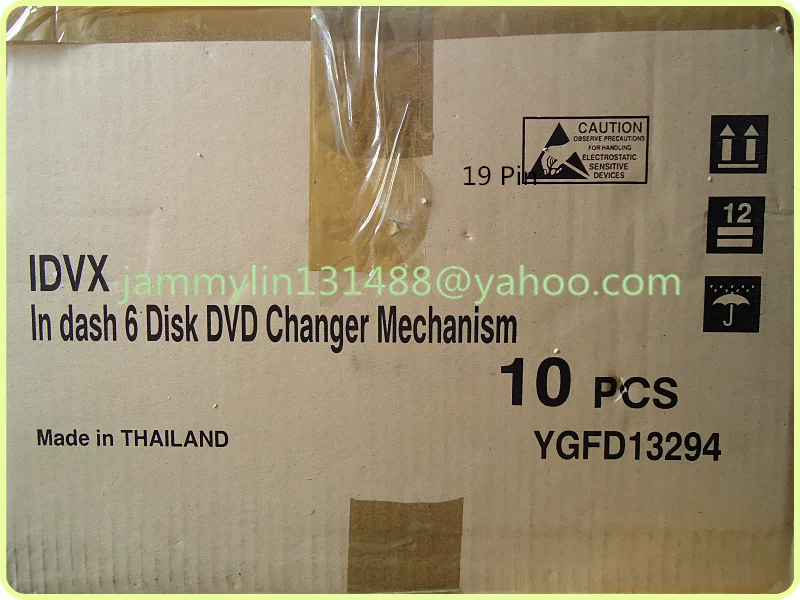 CAUTION
OBSERVE PRECAUTIONS
FOR HANDLING
ELECTROSTATIC
SENSITIVE
DEVICES
19 Pin
12
IDVX
jammylin131488@yahoo.com
In dash 6 Disk DVD Changer Mechanism
10 PCS
Made in THAILAND
YGFD13294